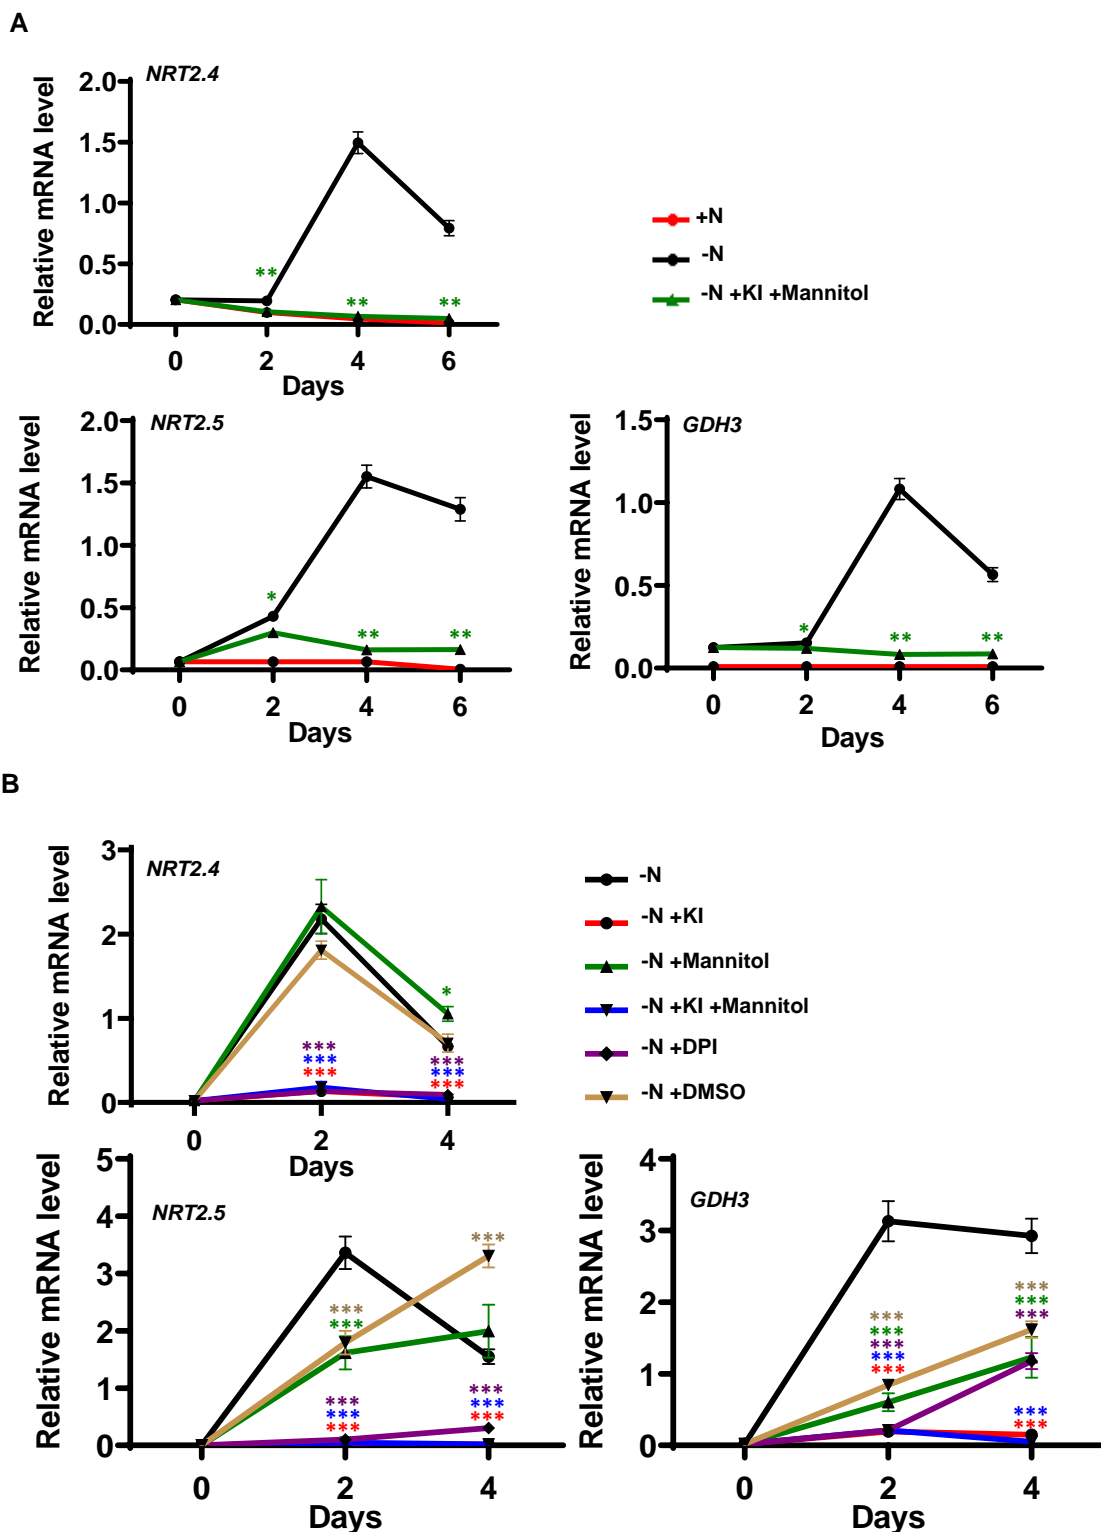 A
NRT2.4
Relative mRNA level
2.0
1.5
1.0
0.5
0.0
**
**
**
0
2
4
6
Days
+N
-N
-N +KI +Mannitol
NRT2.5
Relative mRNA level
2.0
1.5
1.0
0.5
0.0
*
**
**
0
2
4
6
Days
GDH3
Relative mRNA level
1.5
1.0
0.5
0.0
*
**
**
0
2
4
6
Days
B
NRT2.4
Relative mRNA level
3
2
1
0
*
***
***
***
***
***
***
0
2
4
Days
-N
-N +KI
-N +Mannitol
-N +KI +Mannitol
-N +DPI
-N +DMSO
NRT2.5
Relative mRNA level
5
4
3
2
1
0
***
***
***
***
***
***
***
***
***
0
2
4
Days
GDH3
Relative mRNA level
4
3
2
1
0
***
***
***
***
***
***
***
***
***
***
0
2
4
Days